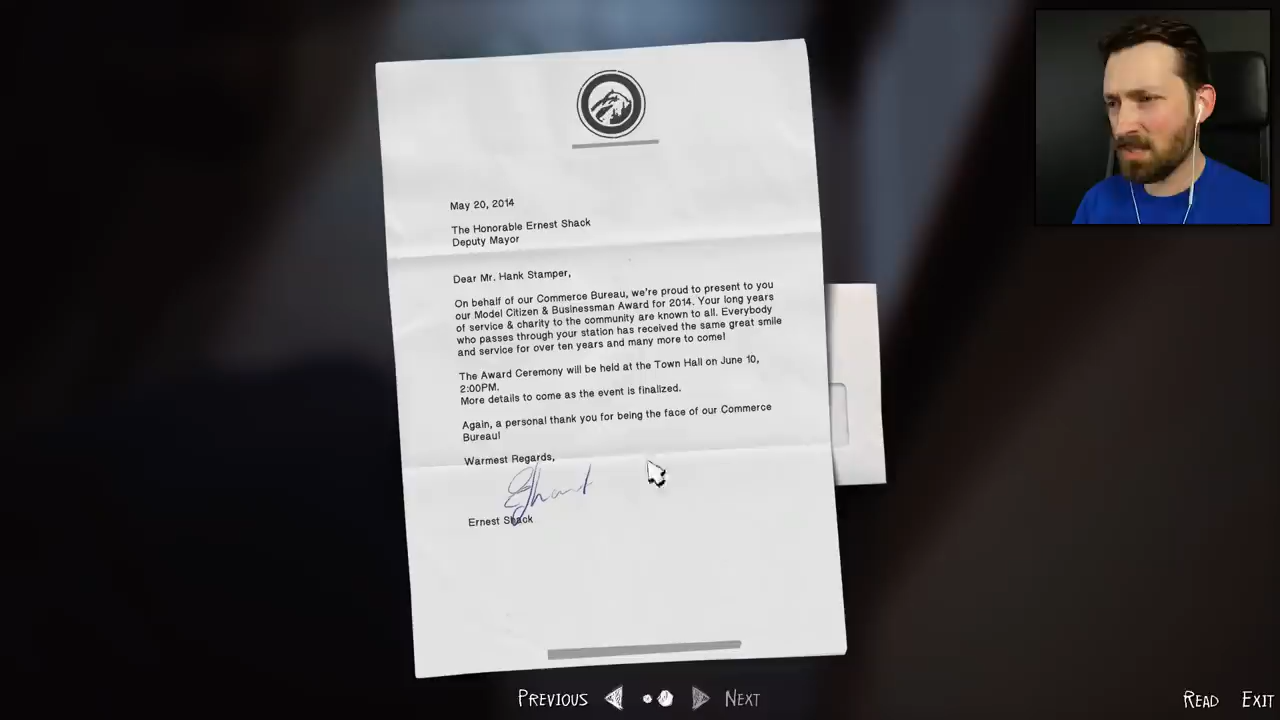 May 20, 2014
The Honorable Ernest Shack
Deputy Mayor
Dear Mr. Hank Stamper,
On behalf of our Commerce Bureau, we're proud to present to you
our Model Citizen & Businessman Award for 2014. Your long years
of service & charity to the community are known to all. Everybody
who passes through your station has received the same great smile
and service for over ten years and many more to come!
The Award Ceremony will be held at the Town Hall on June 10,
2:00PM.
More details to come as the event is finalized.
Again, a personal thank you for being the face of our Commerce
Bureau!
Warmest Regards,
Ernest Shack
PREVIOUS NEXT READ EXIT